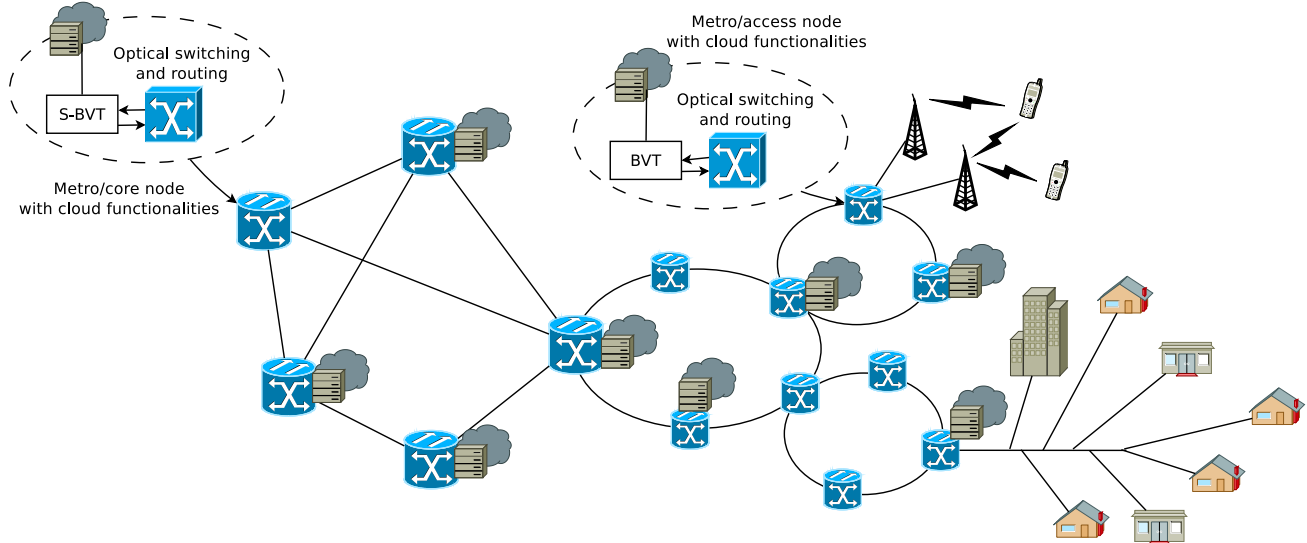 Optical switching
and routing
S-BVT
Metro/core node
with cloud functionalities
Metro/access node
with cloud functionalities
Optical switching
and routing
BVT